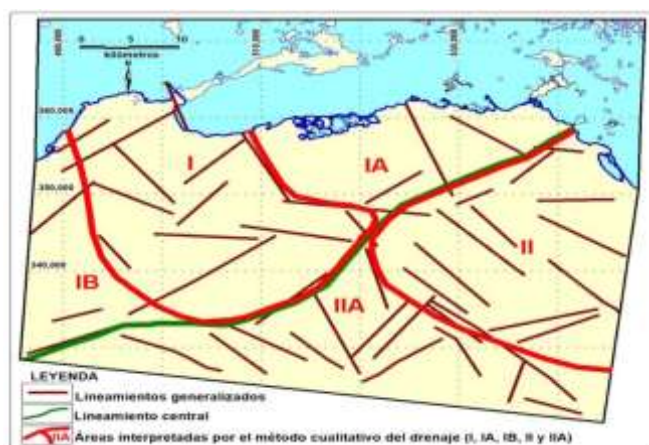 0 5 10
kilómetros
N
360,000
350,000
340,000
I
IA
IB
II
IIA
LEYENDA
Lineamientos generalizados
Lineamiento central
IIA Áreas interpretadas por el método cualitativo del drenaje (I, IA, IB, II y IIA)